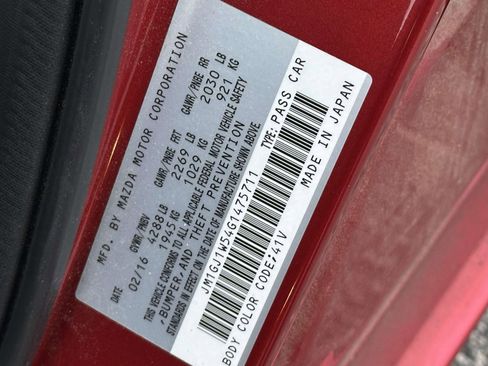 MFD. BY MAZDA MOTOR CORPORATION
DATE GVWR/PNBV GAWR/PNBE FRT GAWR/PNBE RR
02/16 4288 LB 2269 LB 2030 LB
1945 KG 1029 KG 921 KG
THIS VEHICLE CONFORMS TO ALL APPLICABLE FEDERAL MOTOR VEHICLE SAFETY,
BUMPER, AND THEFT PREVENTION
STANDARDS IN EFFECT ON THE DATE OF MANUFACTURE SHOWN ABOVE.
JM1GJ1W54G1475711 TYPE: PASS CAR
BODY COLOR CODE;41V MADE IN JAPAN